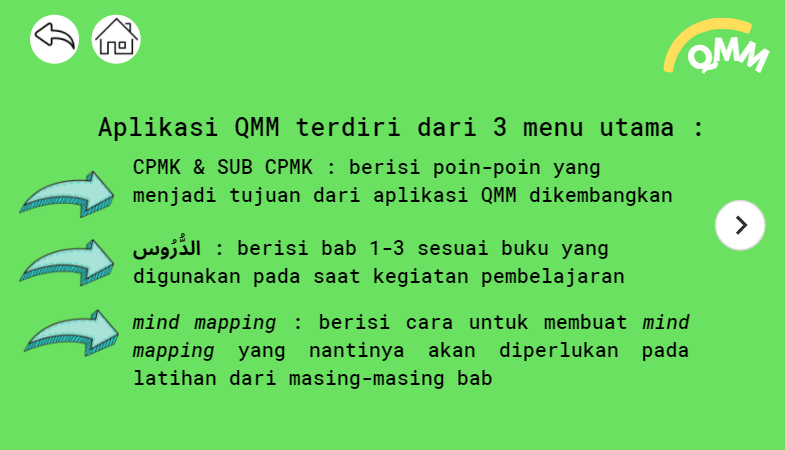 QMM
Aplikasi QMM terdiri dari 3 menu utama :
CPMK & SUB CPMK : berisi poin-poin yang
menjadi tujuan dari aplikasi QMM dikembangkan
الدُّرُوس : berisi bab 1-3 sesuai buku yang
digunakan pada saat kegiatan pembelajaran
mind mapping : berisi cara untuk membuat mind
mapping yang nantinya akan diperlukan pada
latihan dari masing-masing bab